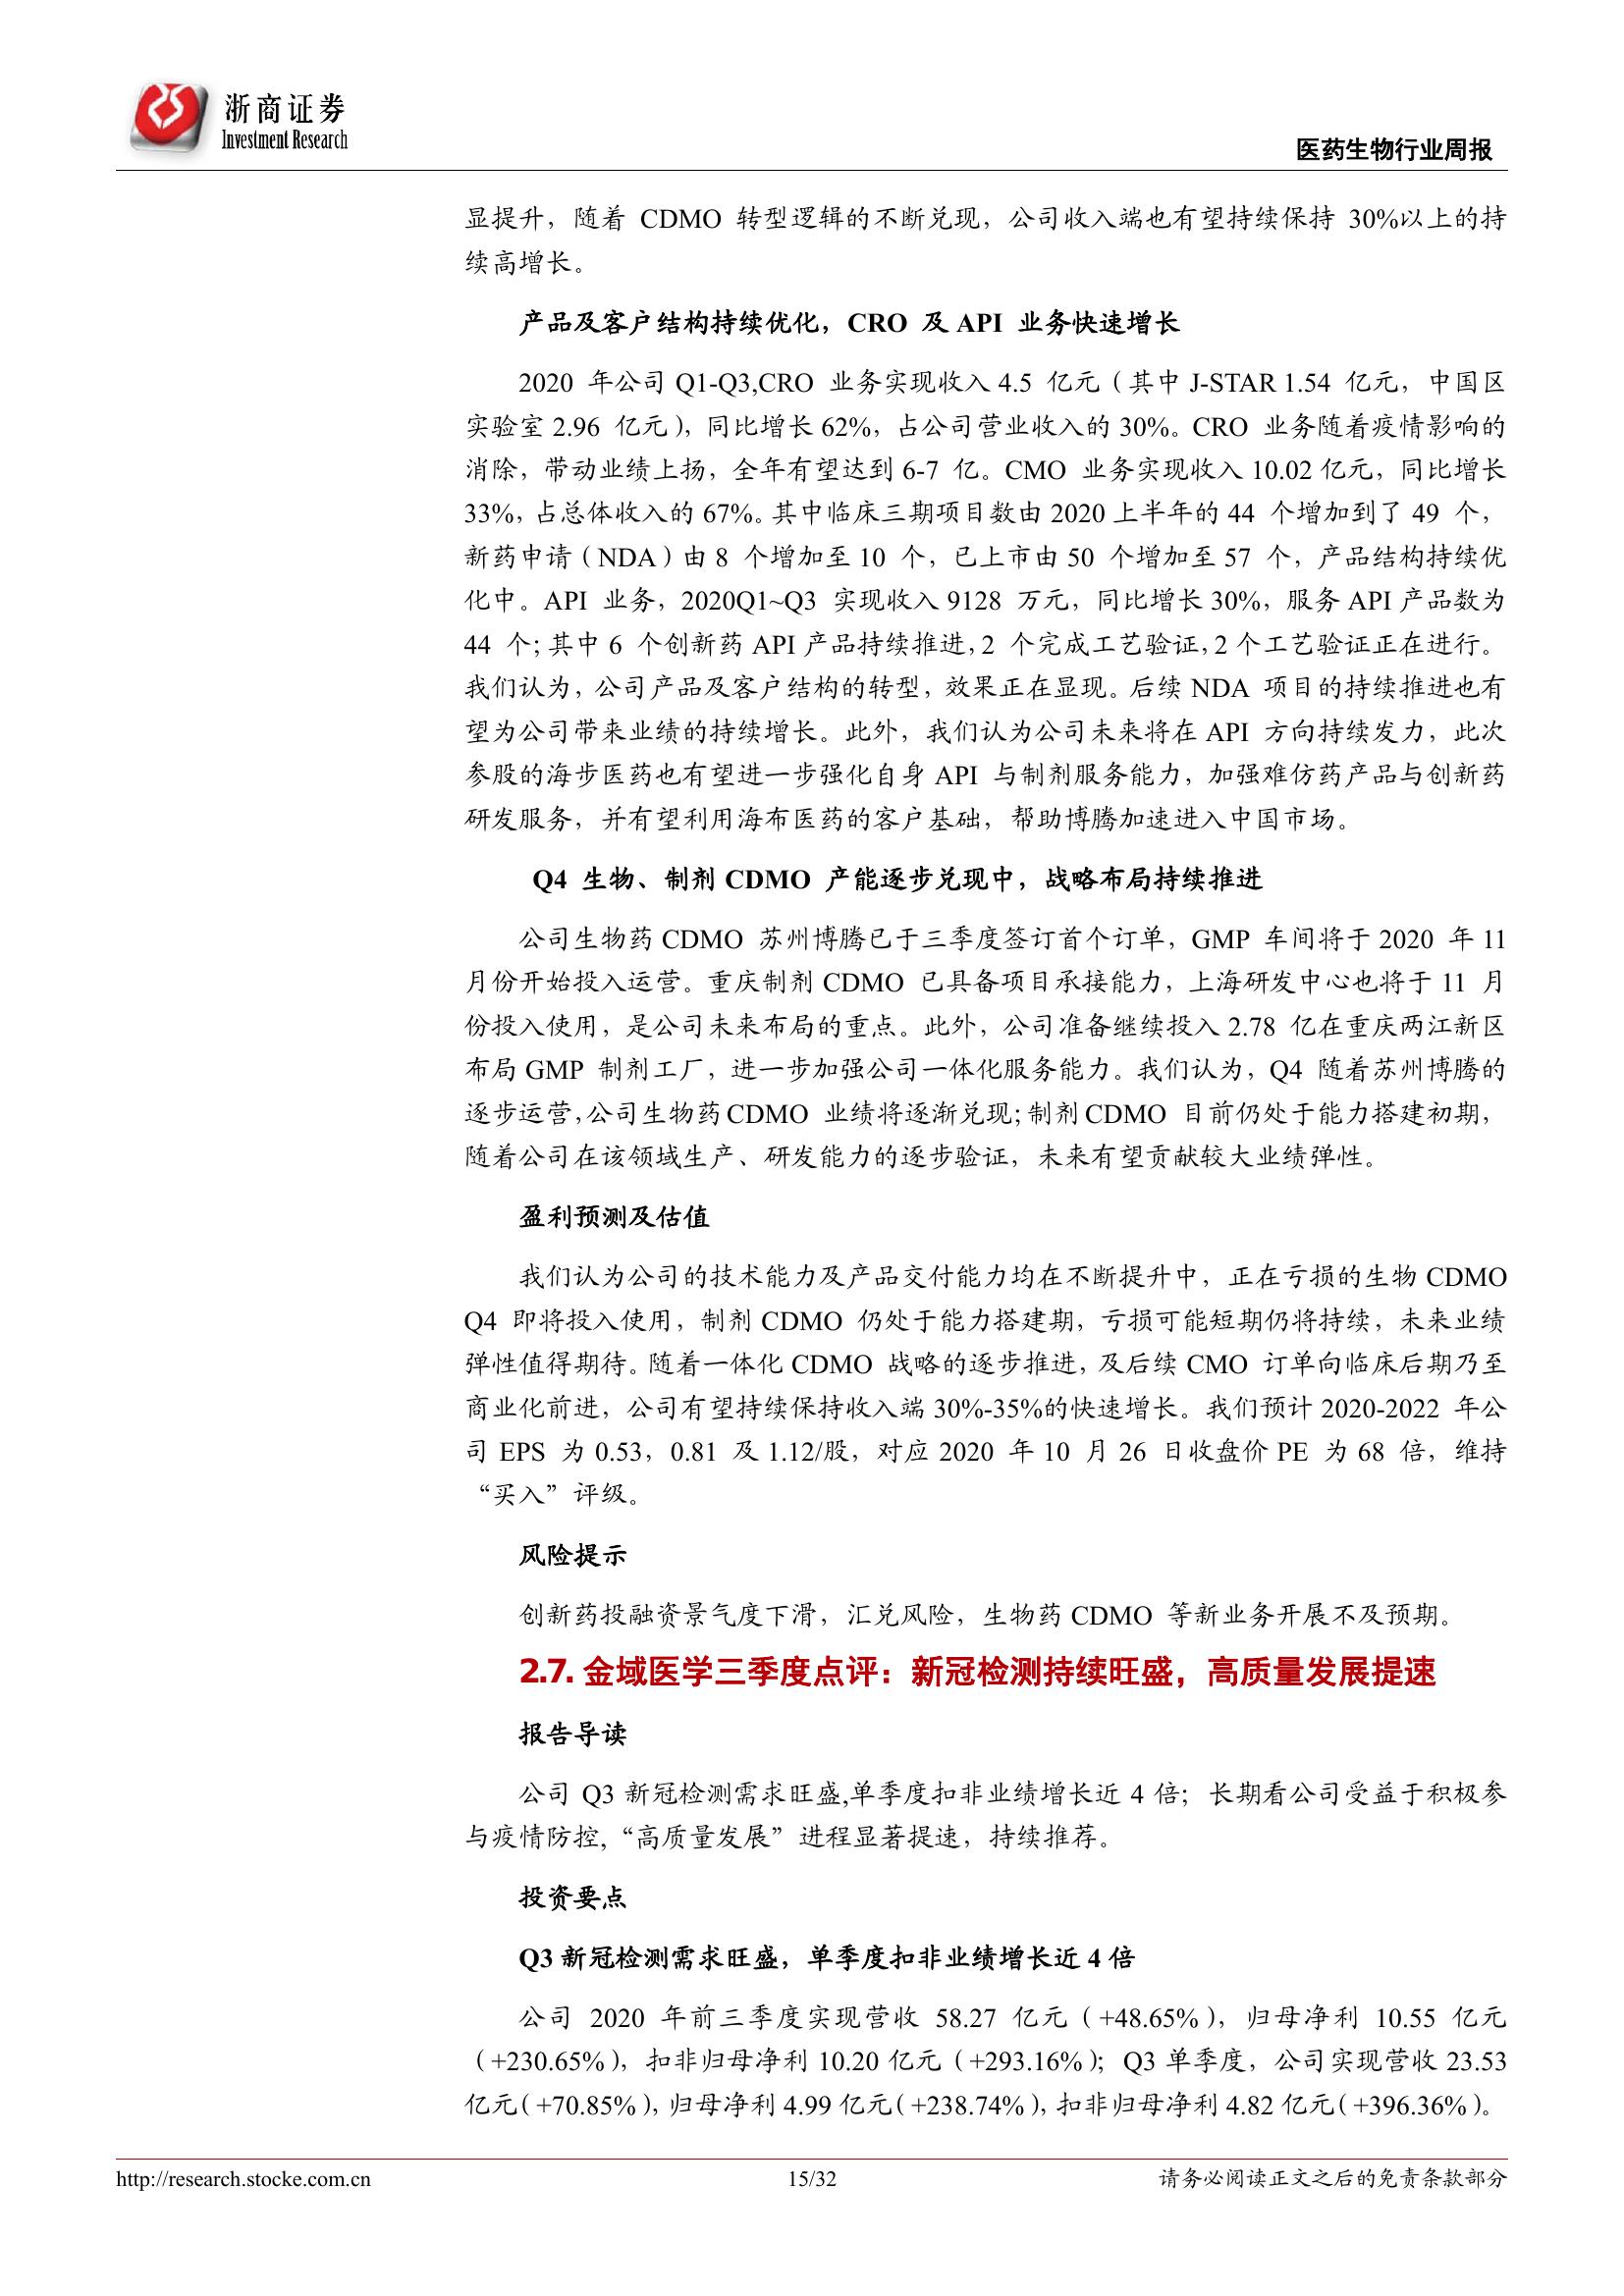 浙商证券
Investment Research
医药生物行业周报
显提升，随着 CDMO 转型逻辑的不断兑现，公司收入端也有望持续保持 30%以上的持
续高增长。
产品及客户结构持续优化，CRO 及 API 业务快速增长
2020 年公司 Q1-Q3,CRO 业务实现收入 4.5 亿元（其中 J-STAR 1.54 亿元，中国区
实验室 2.96 亿元），同比增长 62%，占公司营业收入的 30%。CRO 业务随着疫情影响的
消除，带动业绩上扬，全年有望达到 6-7 亿。CMO 业务实现收入 10.02 亿元，同比增长
33%，占总体收入的 67%。其中临床三期项目数由 2020 上半年的 44 个增加到了 49 个，
新药申请（NDA）由 8 个增加至 10 个，已上市由 50 个增加至 57 个，产品结构持续优
化中。API 业务，2020Q1~Q3 实现收入 9128 万元，同比增长 30%，服务 API 产品数为
44 个；其中 6 个创新药 API 产品持续推进，2 个完成工艺验证，2 个工艺验证正在进行。
我们认为，公司产品及客户结构的转型，效果正在显现。后续 NDA 项目的持续推进也有
望为公司带来业绩的持续增长。此外，我们认为公司未来将在 API 方向持续发力，此次
参股的海步医药也有望进一步强化自身 API 与制剂服务能力，加强难仿药产品与创新药
研发服务，并有望利用海布医药的客户基础，帮助博腾加速进入中国市场。
Q4 生物、制剂 CDMO 产能逐步兑现中，战略布局持续推进
公司生物药 CDMO 苏州博腾已于三季度签订首个订单，GMP 车间将于 2020 年 11
月份开始投入运营。重庆制剂 CDMO 已具备项目承接能力，上海研发中心也将于 11 月
份投入使用，是公司未来布局的重点。此外，公司准备继续投入 2.78 亿在重庆两江新区
布局 GMP 制剂工厂，进一步加强公司一体化服务能力。我们认为，Q4 随着苏州博腾的
逐步运营，公司生物药 CDMO 业绩将逐渐兑现；制剂 CDMO 目前仍处于能力搭建初期，
随着公司在该领域生产、研发能力的逐步验证，未来有望贡献较大业绩弹性。
盈利预测及估值
我们认为公司的技术能力及产品交付能力均在不断提升中，正在亏损的生物 CDMO
Q4 即将投入使用，制剂 CDMO 仍处于能力搭建期，亏损可能短期仍将持续，未来业绩
弹性值得期待。随着一体化 CDMO 战略的逐步推进，及后续 CMO 订单向临床后期乃至
商业化前进，公司有望持续保持收入端 30%-35%的快速增长。我们预计 2020-2022 年公
司 EPS 为 0.53，0.81 及 1.12/股，对应 2020 年 10 月 26 日收盘价 PE 为 68 倍，维持
“买入”评级。
风险提示
创新药投融资景气度下滑，汇兑风险，生物药 CDMO 等新业务开展不及预期。
2.7. 金域医学三季度点评：新冠检测持续旺盛，高质量发展提速
报告导读
公司 Q3 新冠检测需求旺盛,单季度扣非业绩增长近 4 倍；长期看公司受益于积极参
与疫情防控,“高质量发展”进程显著提速，持续推荐。
投资要点
Q3 新冠检测需求旺盛，单季度扣非业绩增长近 4 倍
公司 2020 年前三季度实现营收 58.27 亿元（+48.65%），归母净利 10.55 亿元
（+230.65%），扣非归母净利 10.20 亿元（+293.16%）；Q3 单季度，公司实现营收 23.53
亿元（+70.85%），归母净利 4.99 亿元（+238.74%），扣非归母净利 4.82 亿元（+396.36%）。
http://research.stocke.com.cn
15/32
请务必阅读正文之后的免责条款部分